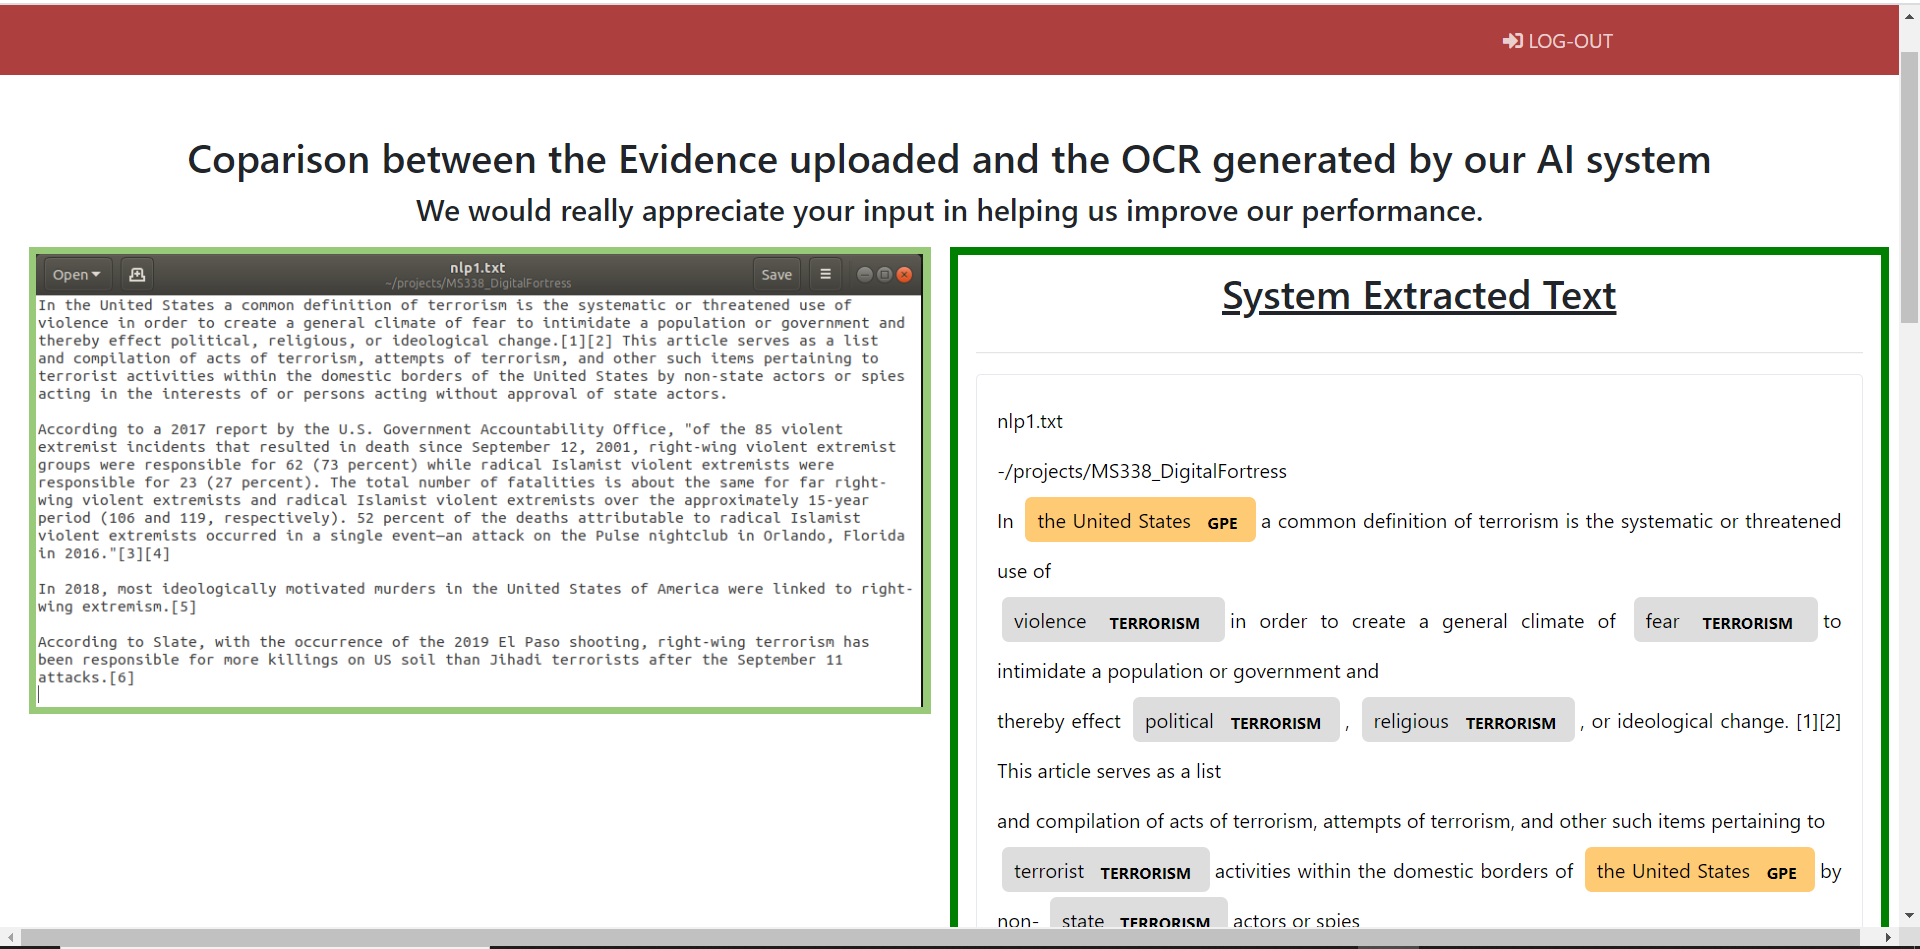 LOG-OUT
Coparison between the Evidence uploaded and the OCR generated by our AI system
We would really appreciate your input in helping us improve our performance.
Open
nlp1.txt
~/projects/MS338_DigitalFortress
Save
In the United States a common definition of terrorism is the systematic or threatened use of
violence in order to create a general climate of fear to intimidate a population or government and
thereby effect political, religious, or ideological change.[1][2] This article serves as a list
and compilation of acts of terrorism, attempts of terrorism, and other such items pertaining to
terrorist activities within the domestic borders of the United States by non-state actors or spies
acting in the interests of or persons acting without approval of state actors.
According to a 2017 report by the U.S. Government Accountability Office, "of the 85 violent
extremist incidents that resulted in death since September 12, 2001, right-wing violent extremist
groups were responsible for 62 (73 percent) while radical Islamist violent extremists were
responsible for 23 (27 percent). The total number of fatalities is about the same for far right-
wing violent extremists and radical Islamist violent extremists over the approximately 15-year
period (106 and 119, respectively). 52 percent of the deaths attributable to radical Islamist
violent extremists occurred in a single event—an attack on the Pulse nightclub in Orlando, Florida
in 2016."[3][4]
In 2018, most ideologically motivated murders in the United States of America were linked to right-
wing extremism.[5]
According to Slate, with the occurrence of the 2019 El Paso shooting, right-wing terrorism has
been responsible for more killings on US soil than Jihadi terrorists after the September 11
attacks.[6]
System Extracted Text
nlp1.txt
-/projects/MS338_DigitalFortress
In the United States GPE a common definition of terrorism is the systematic or threatened
use of
violence TERRORISM in order to create a general climate of fear TERRORISM to
intimidate a population or government and
thereby effect political TERRORISM , religious TERRORISM , or ideological change. [1][2]
This article serves as a list
and compilation of acts of terrorism, attempts of terrorism, and other such items pertaining to
terrorist TERRORISM activities within the domestic borders of the United States GPE by
non- state TERRORISM actors or spies